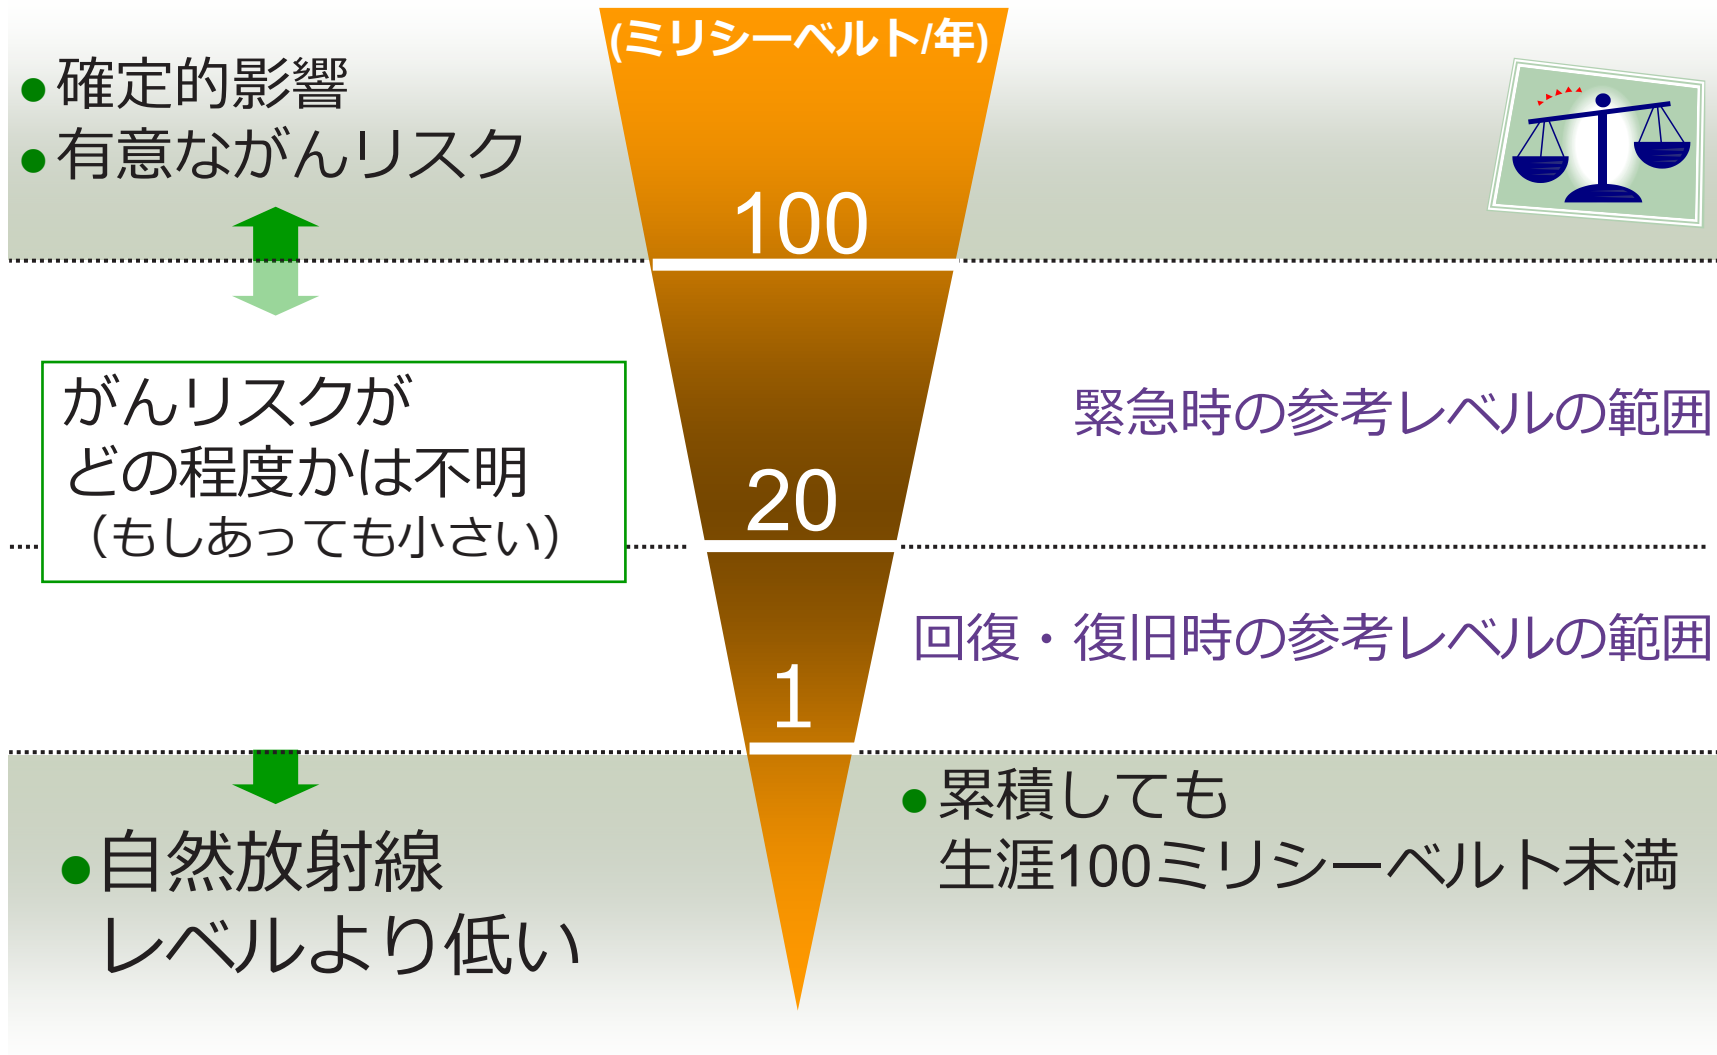 (ミリシーベルト/年)
確定的影響
有意ながんリスク
100
がんリスクが
どの程度かは不明
（もしあっても小さい）
緊急時の参考レベルの範囲
20
回復・復旧時の参考レベルの範囲
1
自然放射線
レベルより低い
累積しても
生涯100ミリシーベルト未満